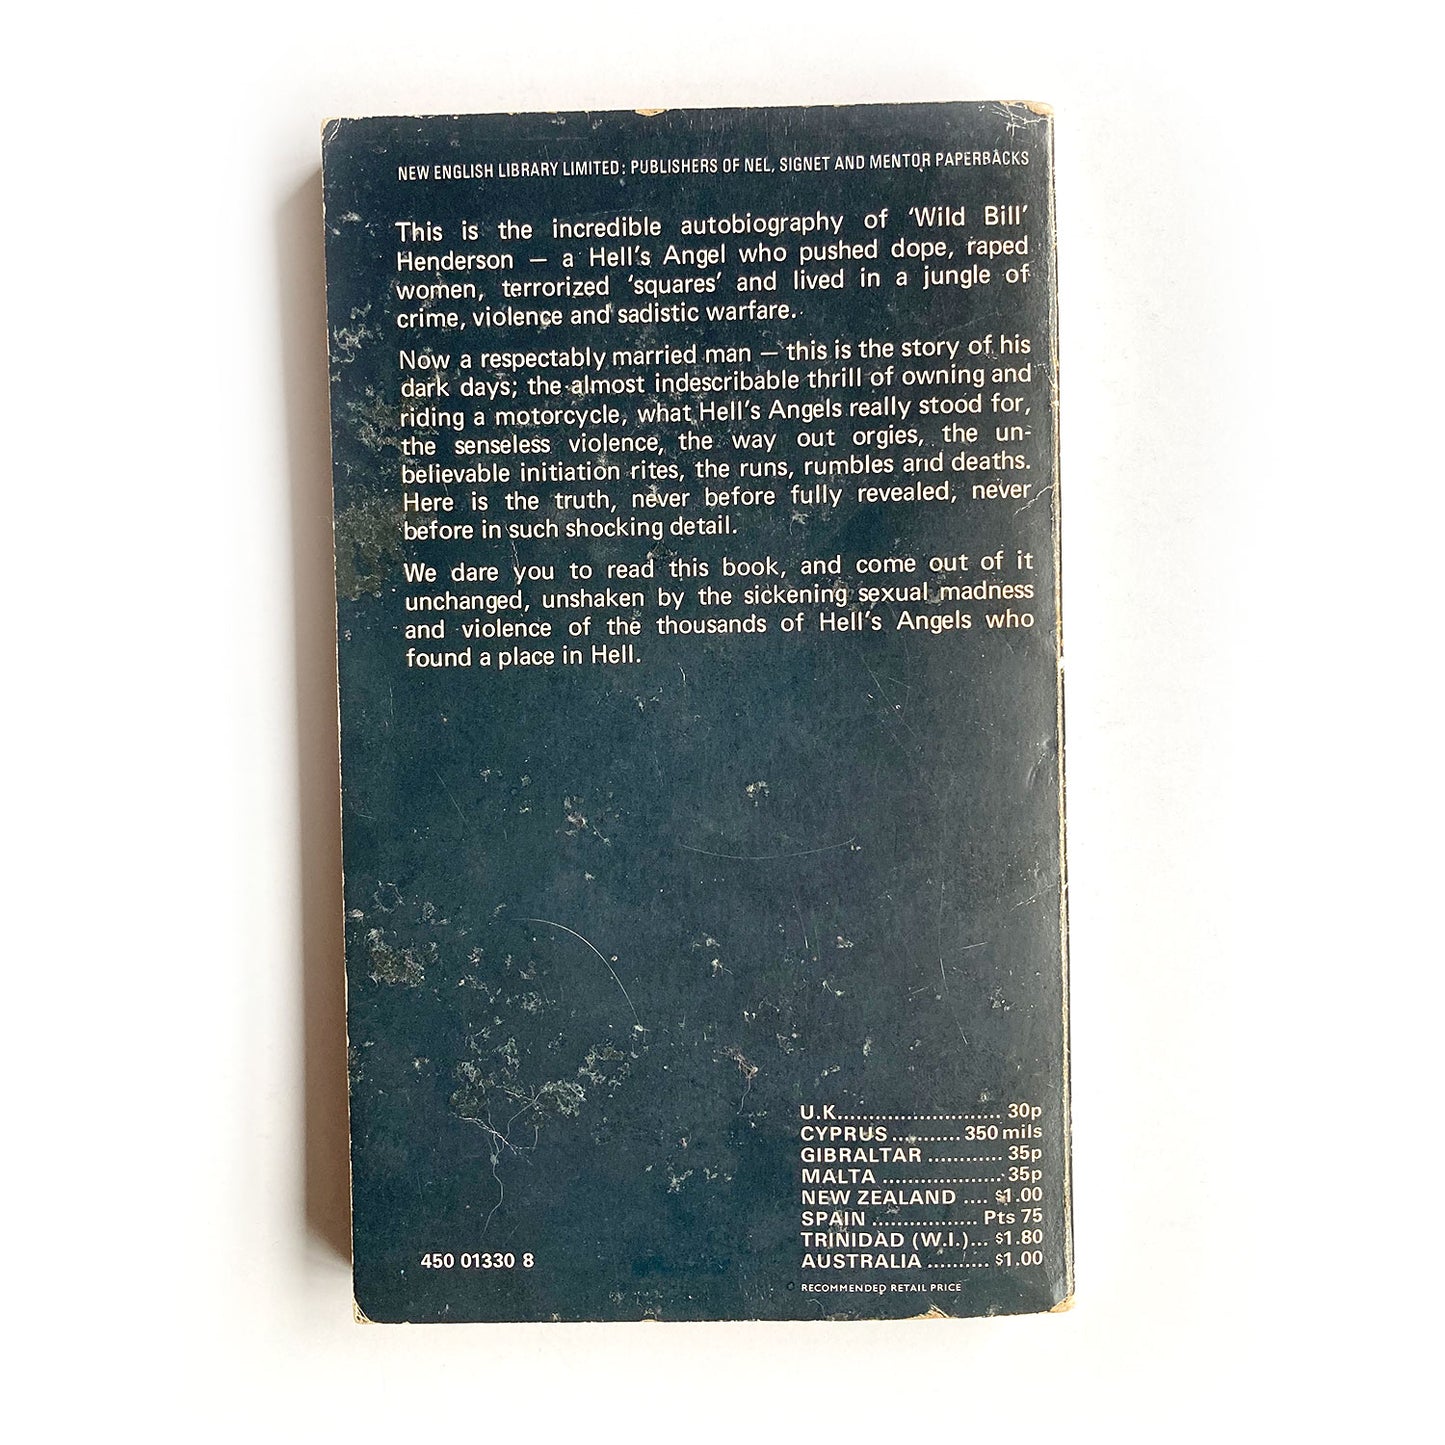 NEW ENGLISH LIBRARY LIMITED: PUBLISHERS OF NEL, SIGNET AND MENTOR PAPERBACKS
This is the incredible autobiography of ‘Wild Bill’
Henderson – a Hell’s Angel who pushed dope, raped
women, terrorized ‘squares’ and lived in a jungle of
crime, violence and sadistic warfare.
Now a respectably married man – this is the story of his
dark days; the almost indescribable thrill of owning and
riding a motorcycle, what Hell’s Angels really stood for,
the senseless violence, the way out orgies, the un-
believable initiation rites, the runs, rumbles and deaths.
Here is the truth, never before fully revealed, never
before in such shocking detail.
We dare you to read this book, and come out of it
unchanged, unshaken by the sickening sexual madness
and violence of the thousands of Hell’s Angels who
found a place in Hell.
U.K.......................... 30p
CYPRUS ........... 350 mils
GIBRALTAR ............ 35p
MALTA ................... 35p
NEW ZEALAND .... $1.00
SPAIN ................. Pts 75
TRINIDAD (W.I.)... $1.80
AUSTRALIA .......... $1.00
RECOMMENDED RETAIL PRICE
450 01330 8